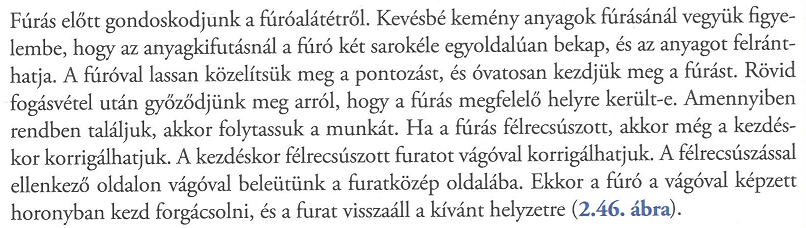 Fúrás előtt gondoskodjunk a fúróalátétről. Kevésbé kemény anyagok fúrásánál vegyük figye-
lembe, hogy az anyagkifutásnál a fúró két sarokéle egyoldalúan bekap, és az anyagot felránt-
hatja. A fúróval lassan közelítsük meg a pontozást, és óvatosan kezdjük meg a fúrást. Rövid
fogásvétel után győződjünk meg arról, hogy a fúrás megfelelő helyre került-e. Amennyiben
rendben találjuk, akkor folytassuk a munkát. Ha a fúrás félrecsúszott, akkor még a kezdés-
kor korrigálhatjuk. A kezdéskor félrecsúszott furatot vágóval korrigálhatjuk. A félrecsúszással
ellenkező oldalon vágóval beleütünk a furatközép oldalába. Ekkor a fúró a vágóval képzett
horonyban kezd forgácsolni, és a furat visszaáll a kívánt helyzetre (2.46. ábra).